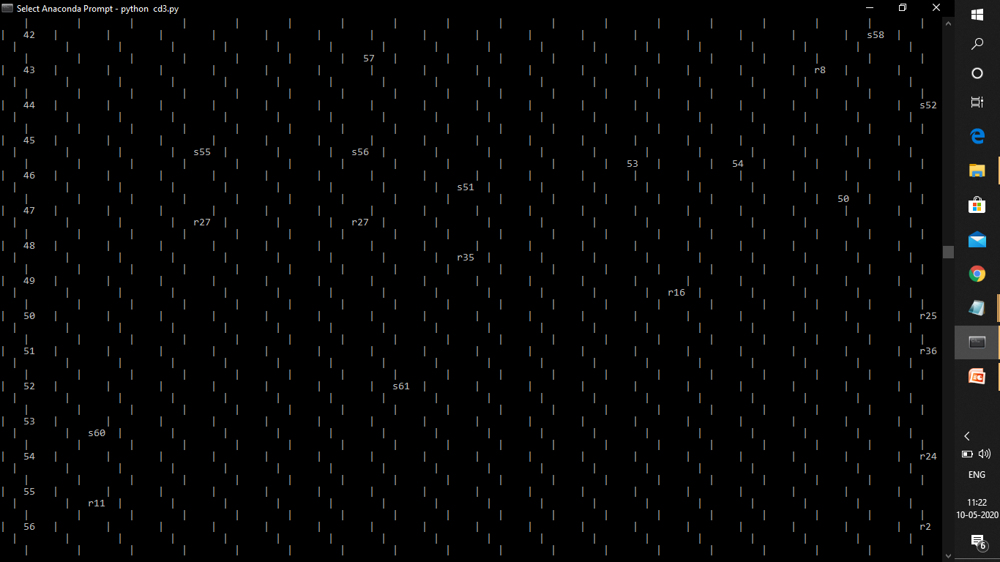 Select Anaconda Prompt - python  cd3.py
42 s58
57
43 r8
44 s52
45
s55 s56
53 54
46
s51
50
47
r27 r27
48
r35
49
r16
50 r25
51 r36
52 s61
53
s60
54 r24
55
r11
56 r2
ENG
11:22
10-05-2020
6